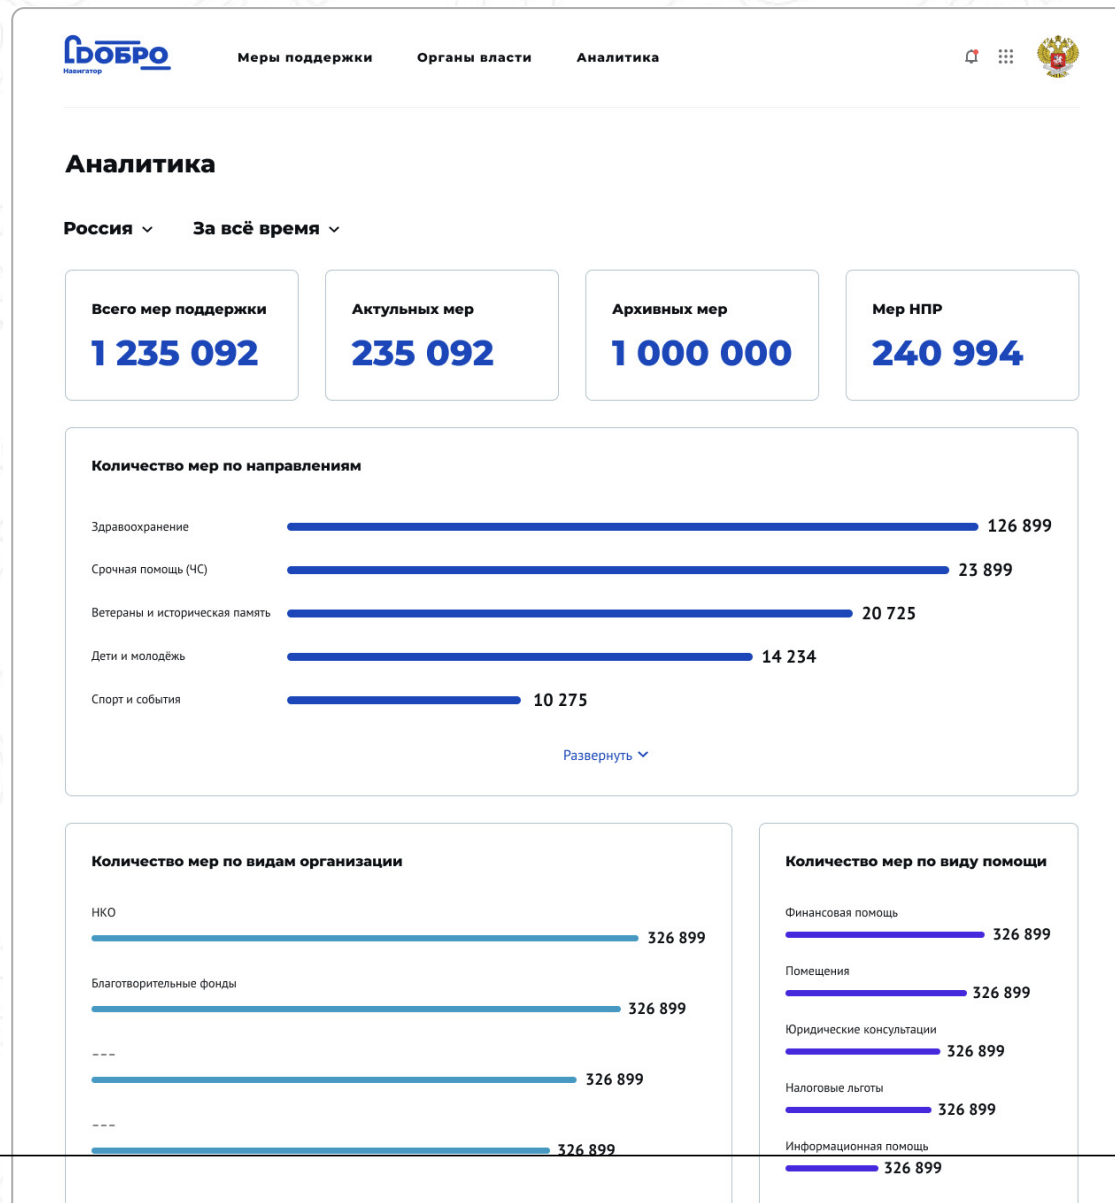 ДОБРО
Навигатор
Меры поддержки Органы власти Аналитика
Аналитика
Россия За всё время
Всего мер поддержки
1 235 092
Актульных мер
235 092
Архивных мер
1 000 000
Мер НПР
240 994
Количество мер по направлениям
Здравоохранение 126 899
Срочная помощь (ЧС) 23 899
Ветераны и историческая память 20 725
Дети и молодёжь 14 234
Спорт и события 10 275
Развернуть
Количество мер по видам организации
НКО
326 899
Благотворительные фонды
326 899
---
326 899
---
326 899
Количество мер по виду помощи
Финансовая помощь
326 899
Помещения
326 899
Юридические консультации
326 899
Налоговые льготы
326 899
Информационная помощь
326 899